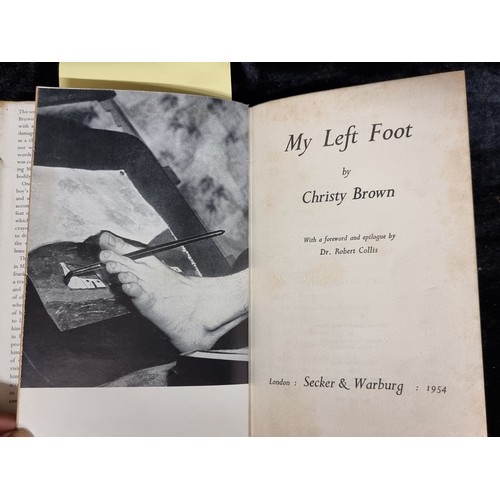 My Left Foot
by
Christy Brown
With a foreword and epilogue by
Dr. Robert Collis
London : Secker & Warburg : 1954